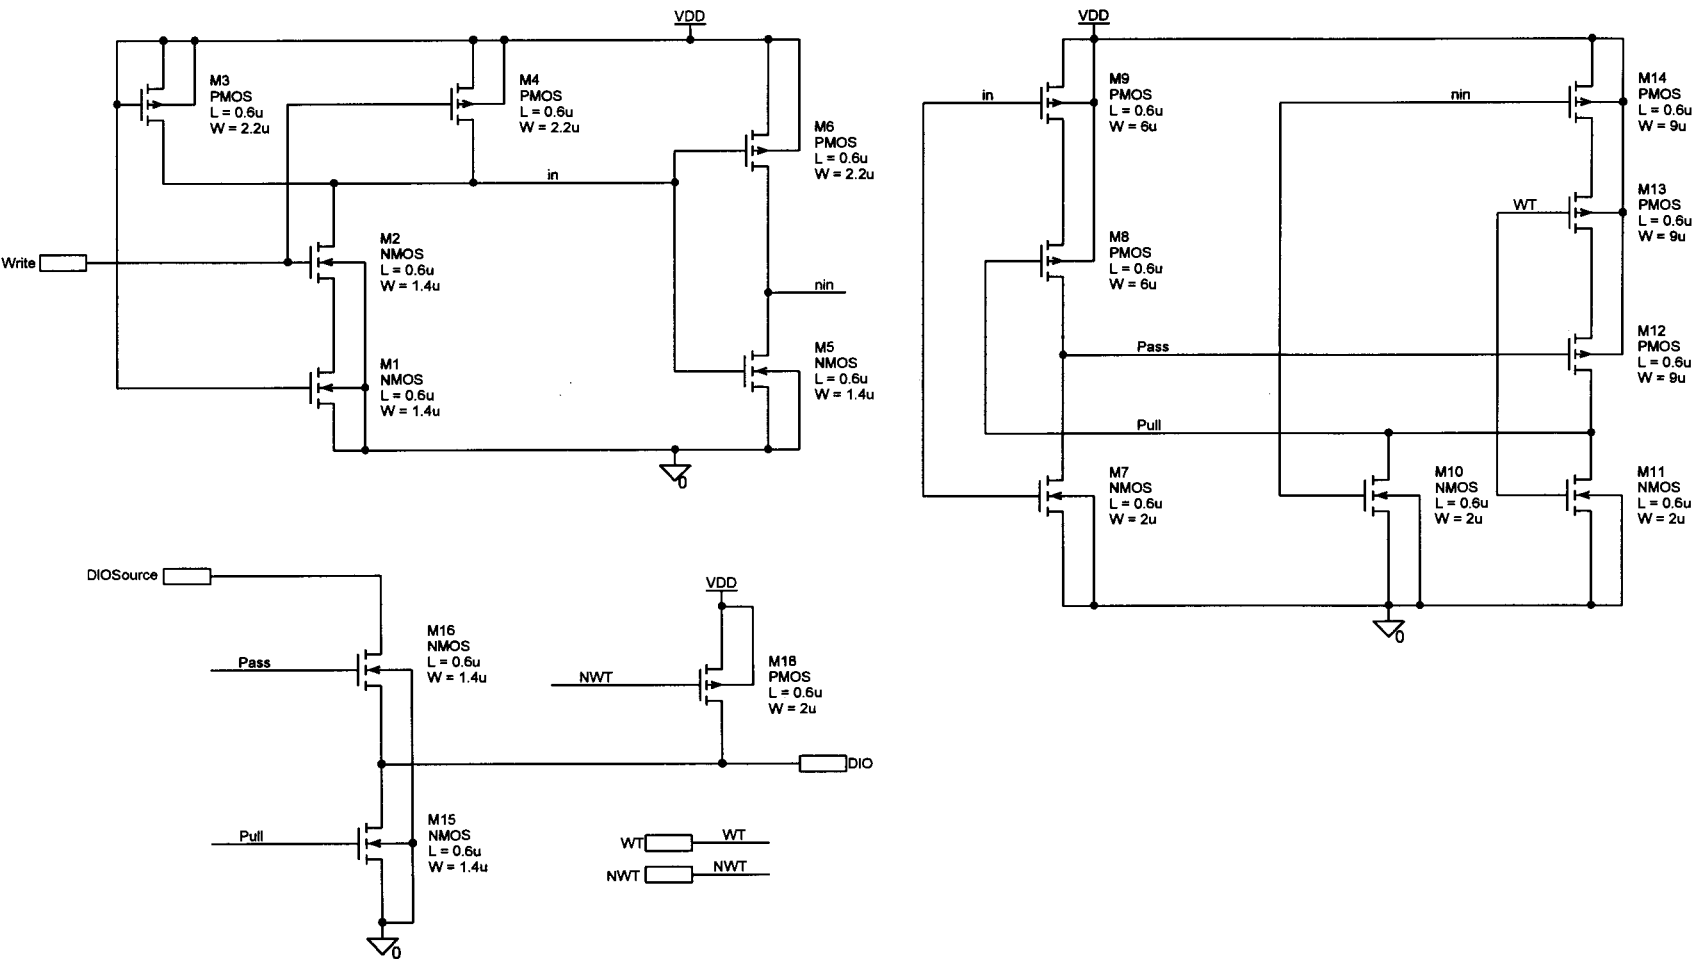 VDD
M3
PMOS
L = 0.6u
W = 2.2u
M4
PMOS
L = 0.6u
W = 2.2u
M6
PMOS
L = 0.6u
W = 2.2u
in
Write
M2
NMOS
L = 0.6u
W = 1.4u
nin
M1
NMOS
L = 0.6u
W = 1.4u
M5
NMOS
L = 0.6u
W = 1.4u
0
VDD
in
M9
PMOS
L = 0.6u
W = 6u
nin
M14
PMOS
L = 0.6u
W = 9u
WT
M13
PMOS
L = 0.6u
W = 9u
M8
PMOS
L = 0.6u
W = 6u
Pass
M12
PMOS
L = 0.6u
W = 9u
Pull
M7
NMOS
L = 0.6u
W = 2u
M10
NMOS
L = 0.6u
W = 2u
M11
NMOS
L = 0.6u
W = 2u
0
DIOSource
VDD
Pass
M16
NMOS
L = 0.6u
W = 1.4u
NWT
M18
PMOS
L = 0.6u
W = 2u
DIO
Pull
M15
NMOS
L = 0.6u
W = 1.4u
WT
WT
NWT
NWT
0